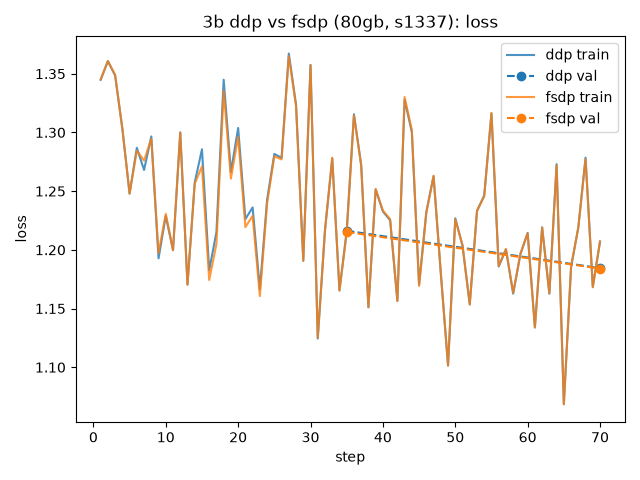 3b ddp vs fsdp (80gb, s1337): loss
ddp train
ddp val
fsdp train
fsdp val
loss
1.35
1.30
1.25
1.20
1.15
1.10
0 10 20 30 40 50 60 70
step